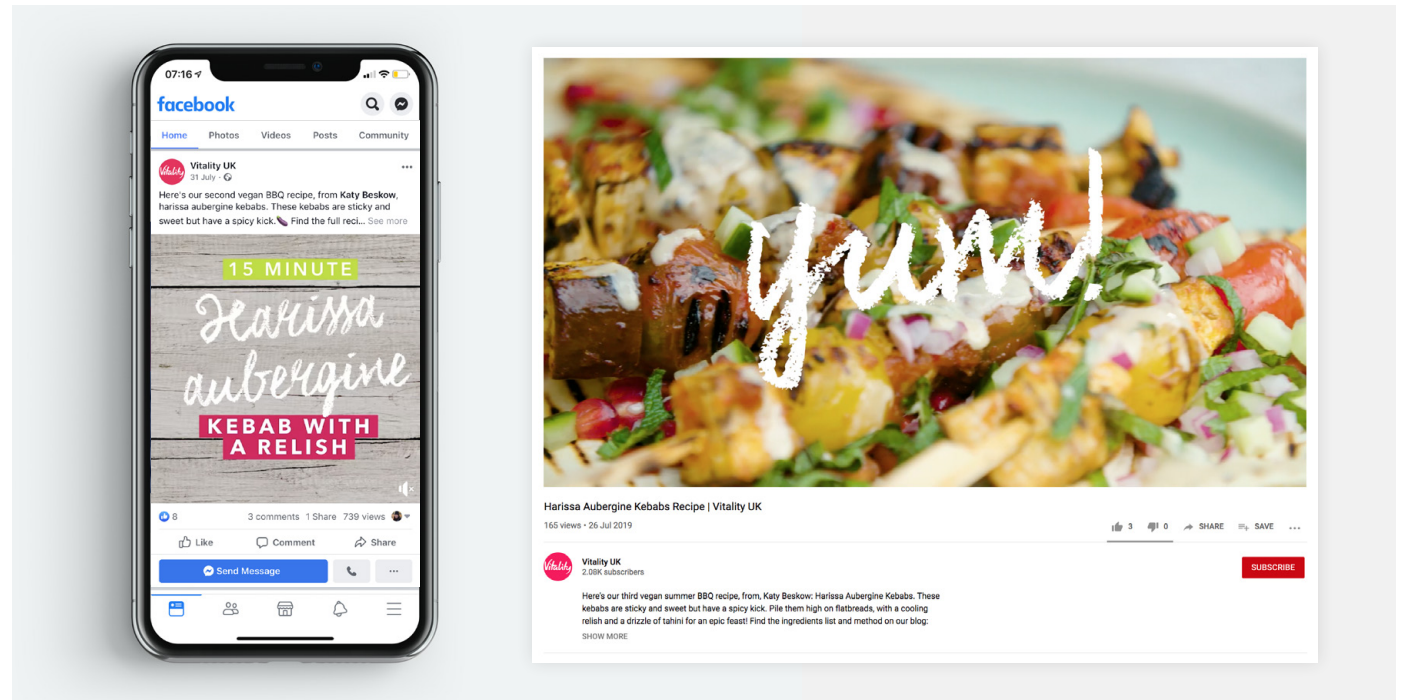 07:16
facebook
Home Photos Videos Posts Community
Vitality
Vitality UK
31 July ·
Here's our second vegan BBQ recipe, from Katy Beskow,
harissa aubergine kebabs. These kebabs are sticky and
sweet but have a spicy kick.🍆 Find the full reci... See more
15 MINUTE
Harissa
aubergine
KEBAB WITH
A RELISH
8 3 comments 1 Share 739 views
Like Comment Share
Send Message ...
yum!
Harissa Aubergine Kebabs Recipe | Vitality UK
165 views • 26 Jul 2019 3 0 SHARE SAVE ...
Vitality
Vitality UK
2.08K subscribers
SUBSCRIBE
Here's our third vegan summer BBQ recipe, from, Katy Beskow: Harissa Aubergine Kebabs. These
kebabs are sticky and sweet but have a spicy kick. Pile them high on flatbreads, with a cooling
relish and a drizzle of tahini for an epic feast! Find the ingredients list and method on our blog:
SHOW MORE